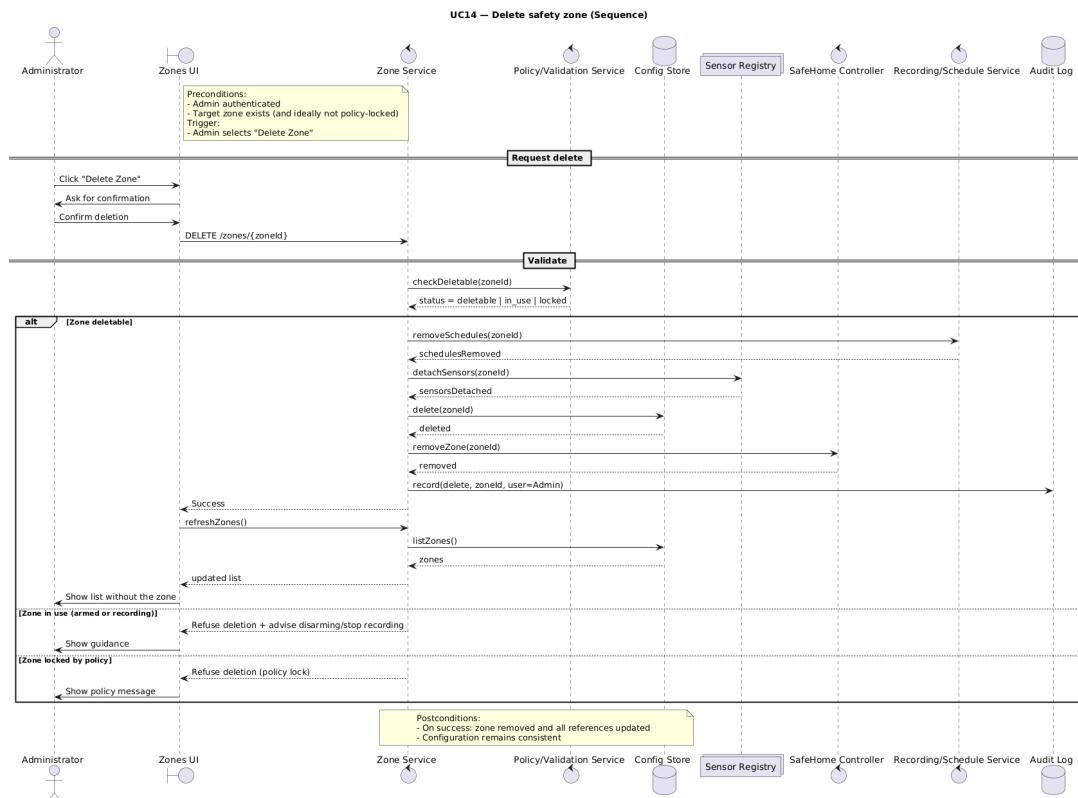 UC14 — Delete safety zone (Sequence)
Administrator
Zones UI
Zone Service
Policy/Validation Service
Config Store
Sensor Registry
SafeHome Controller
Recording/Schedule Service
Audit Log
Preconditions:
- Admin authenticated
- Target zone exists (and ideally not policy-locked)
Trigger:
- Admin selects "Delete Zone"
Request delete
Click "Delete Zone"
Ask for confirmation
Confirm deletion
DELETE /zones/{zoneId}
Validate
checkDeletable(zoneId)
status = deletable | in_use | locked
alt [Zone deletable]
removeSchedules(zoneId)
schedulesRemoved
detachSensors(zoneId)
sensorsDetached
delete(zoneId)
deleted
removeZone(zoneId)
removed
record(delete, zoneId, user=Admin)
Success
refreshZones()
listZones()
zones
updated list
Show list without the zone
[Zone in use (armed or recording)]
Refuse deletion + advise disarming/stop recording
Show guidance
[Zone locked by policy]
Refuse deletion (policy lock)
Show policy message
Postconditions:
- On success: zone removed and all references updated
- Configuration remains consistent
Administrator
Zones UI
Zone Service
Policy/Validation Service
Config Store
Sensor Registry
SafeHome Controller
Recording/Schedule Service
Audit Log